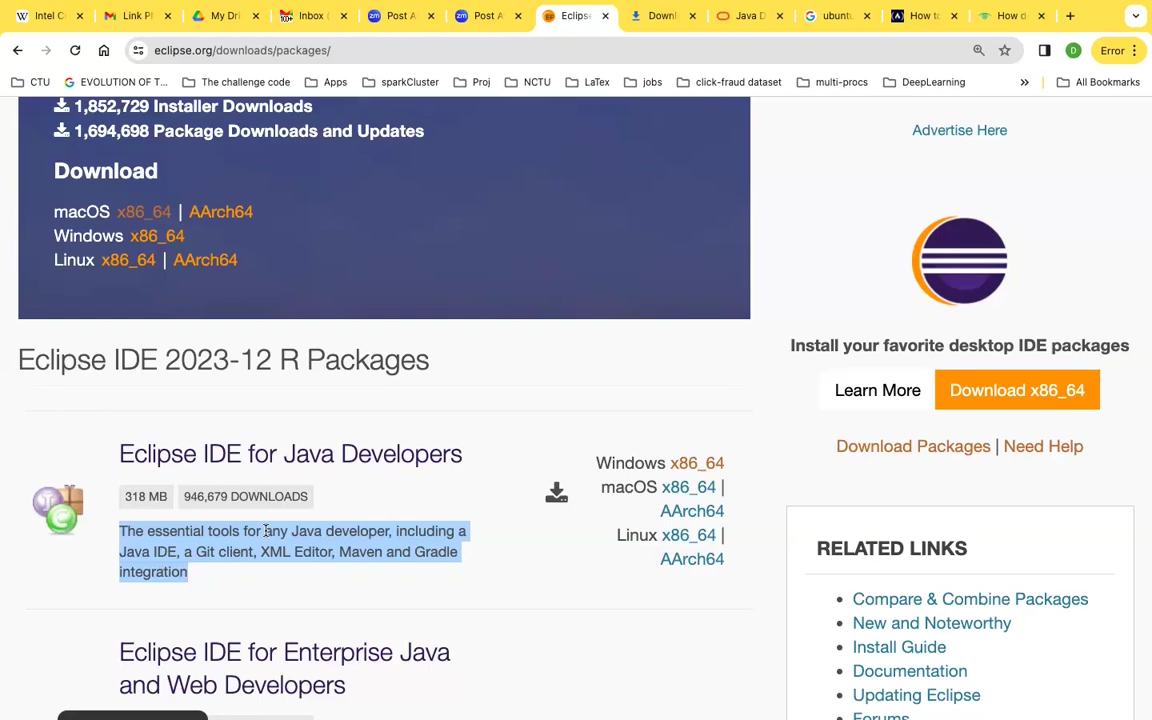 Intel C
Link Pl
My Dri
Inbox (
Post A
Post A
Eclips
Downl
Java D
ubuntu
How to
How d
eclipse.org/downloads/packages/
D
Error
CTU
EVOLUTION OF T...
The challenge code
Apps
sparkCluster
Proj
NCTU
LaTex
jobs
click-fraud dataset
multi-procs
DeepLearning
»
All Bookmarks
1,852,729 Installer Downloads
1,694,698 Package Downloads and Updates
Download
macOS x86_64 | AArch64
Windows x86_64
Linux x86_64 | AArch64
Advertise Here
Install your favorite desktop IDE packages
Learn More
Download x86_64
Download Packages | Need Help
Eclipse IDE 2023-12 R Packages
Eclipse IDE for Java Developers
318 MB
946,679 DOWNLOADS
The essential tools for any Java developer, including a
Java IDE, a Git client, XML Editor, Maven and Gradle
integration
Windows x86_64
macOS x86_64 |
AArch64
Linux x86_64 |
AArch64
Eclipse IDE for Enterprise Java
and Web Developers
RELATED LINKS
Compare & Combine Packages
New and Noteworthy
Install Guide
Documentation
Updating Eclipse
Forums